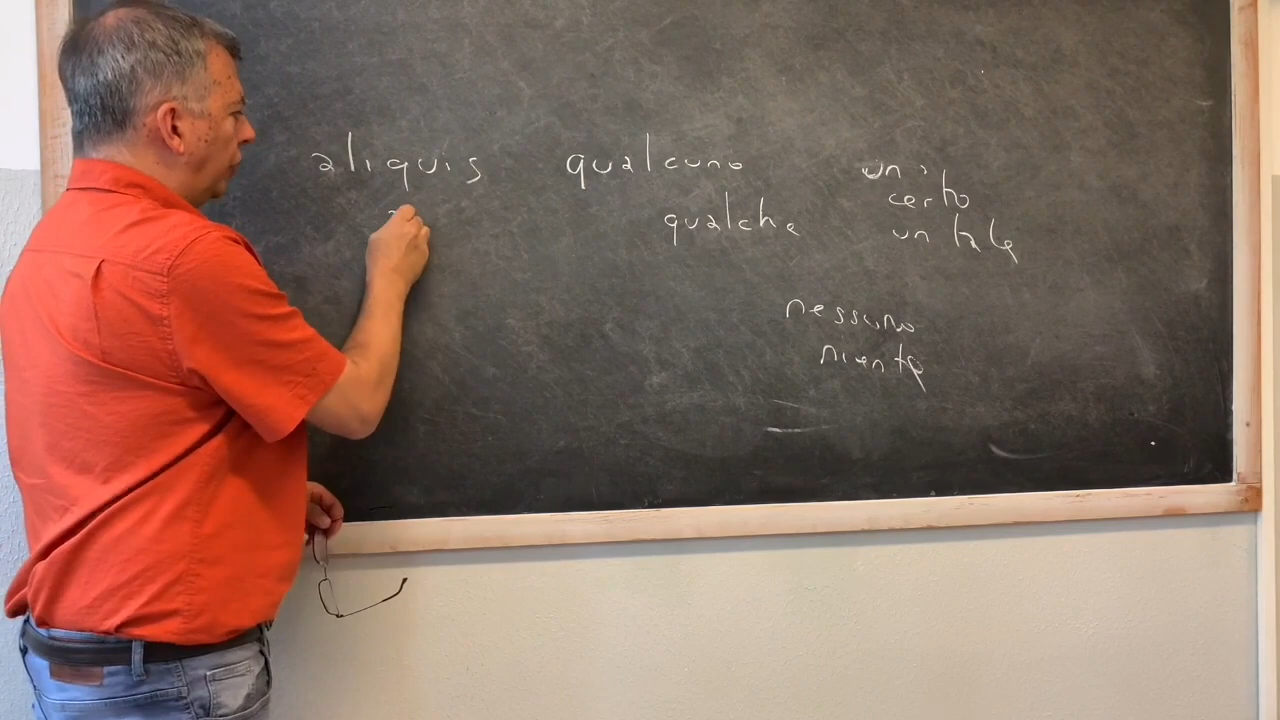 aliquis qualcuno un
certo
qualche un tale
nessuno
niente